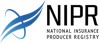 NIPR
NATIONAL INSURANCE
PRODUCER REGISTRY